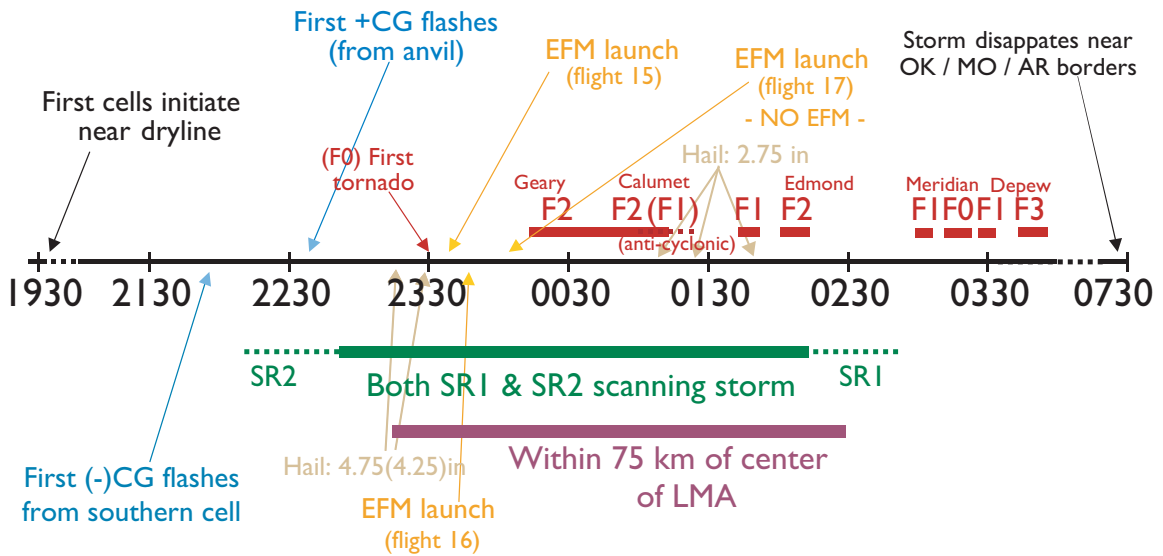 First +CG flashes
(from anvil)
EFM launch
(flight 15)
EFM launch
(flight 17)
- NO EFM -
Storm disappates near
OK / MO / AR borders
First cells initiate
near dryline
(F0) First
tornado
Hail: 2.75 in
Geary
Calumet
Edmond
Meridian
Depew
F2
F2 (F1)
F1
F2
F1 F0 F1 F3
(anti-cyclonic)
1930
2130
2230
2330
0030
0130
0230
0330
0730
SR2
Both SR1 & SR2 scanning storm
SR1
Hail: 4.75(4.25)in
Within 75 km of center
of LMA
First (-)CG flashes
from southern cell
EFM launch
(flight 16)